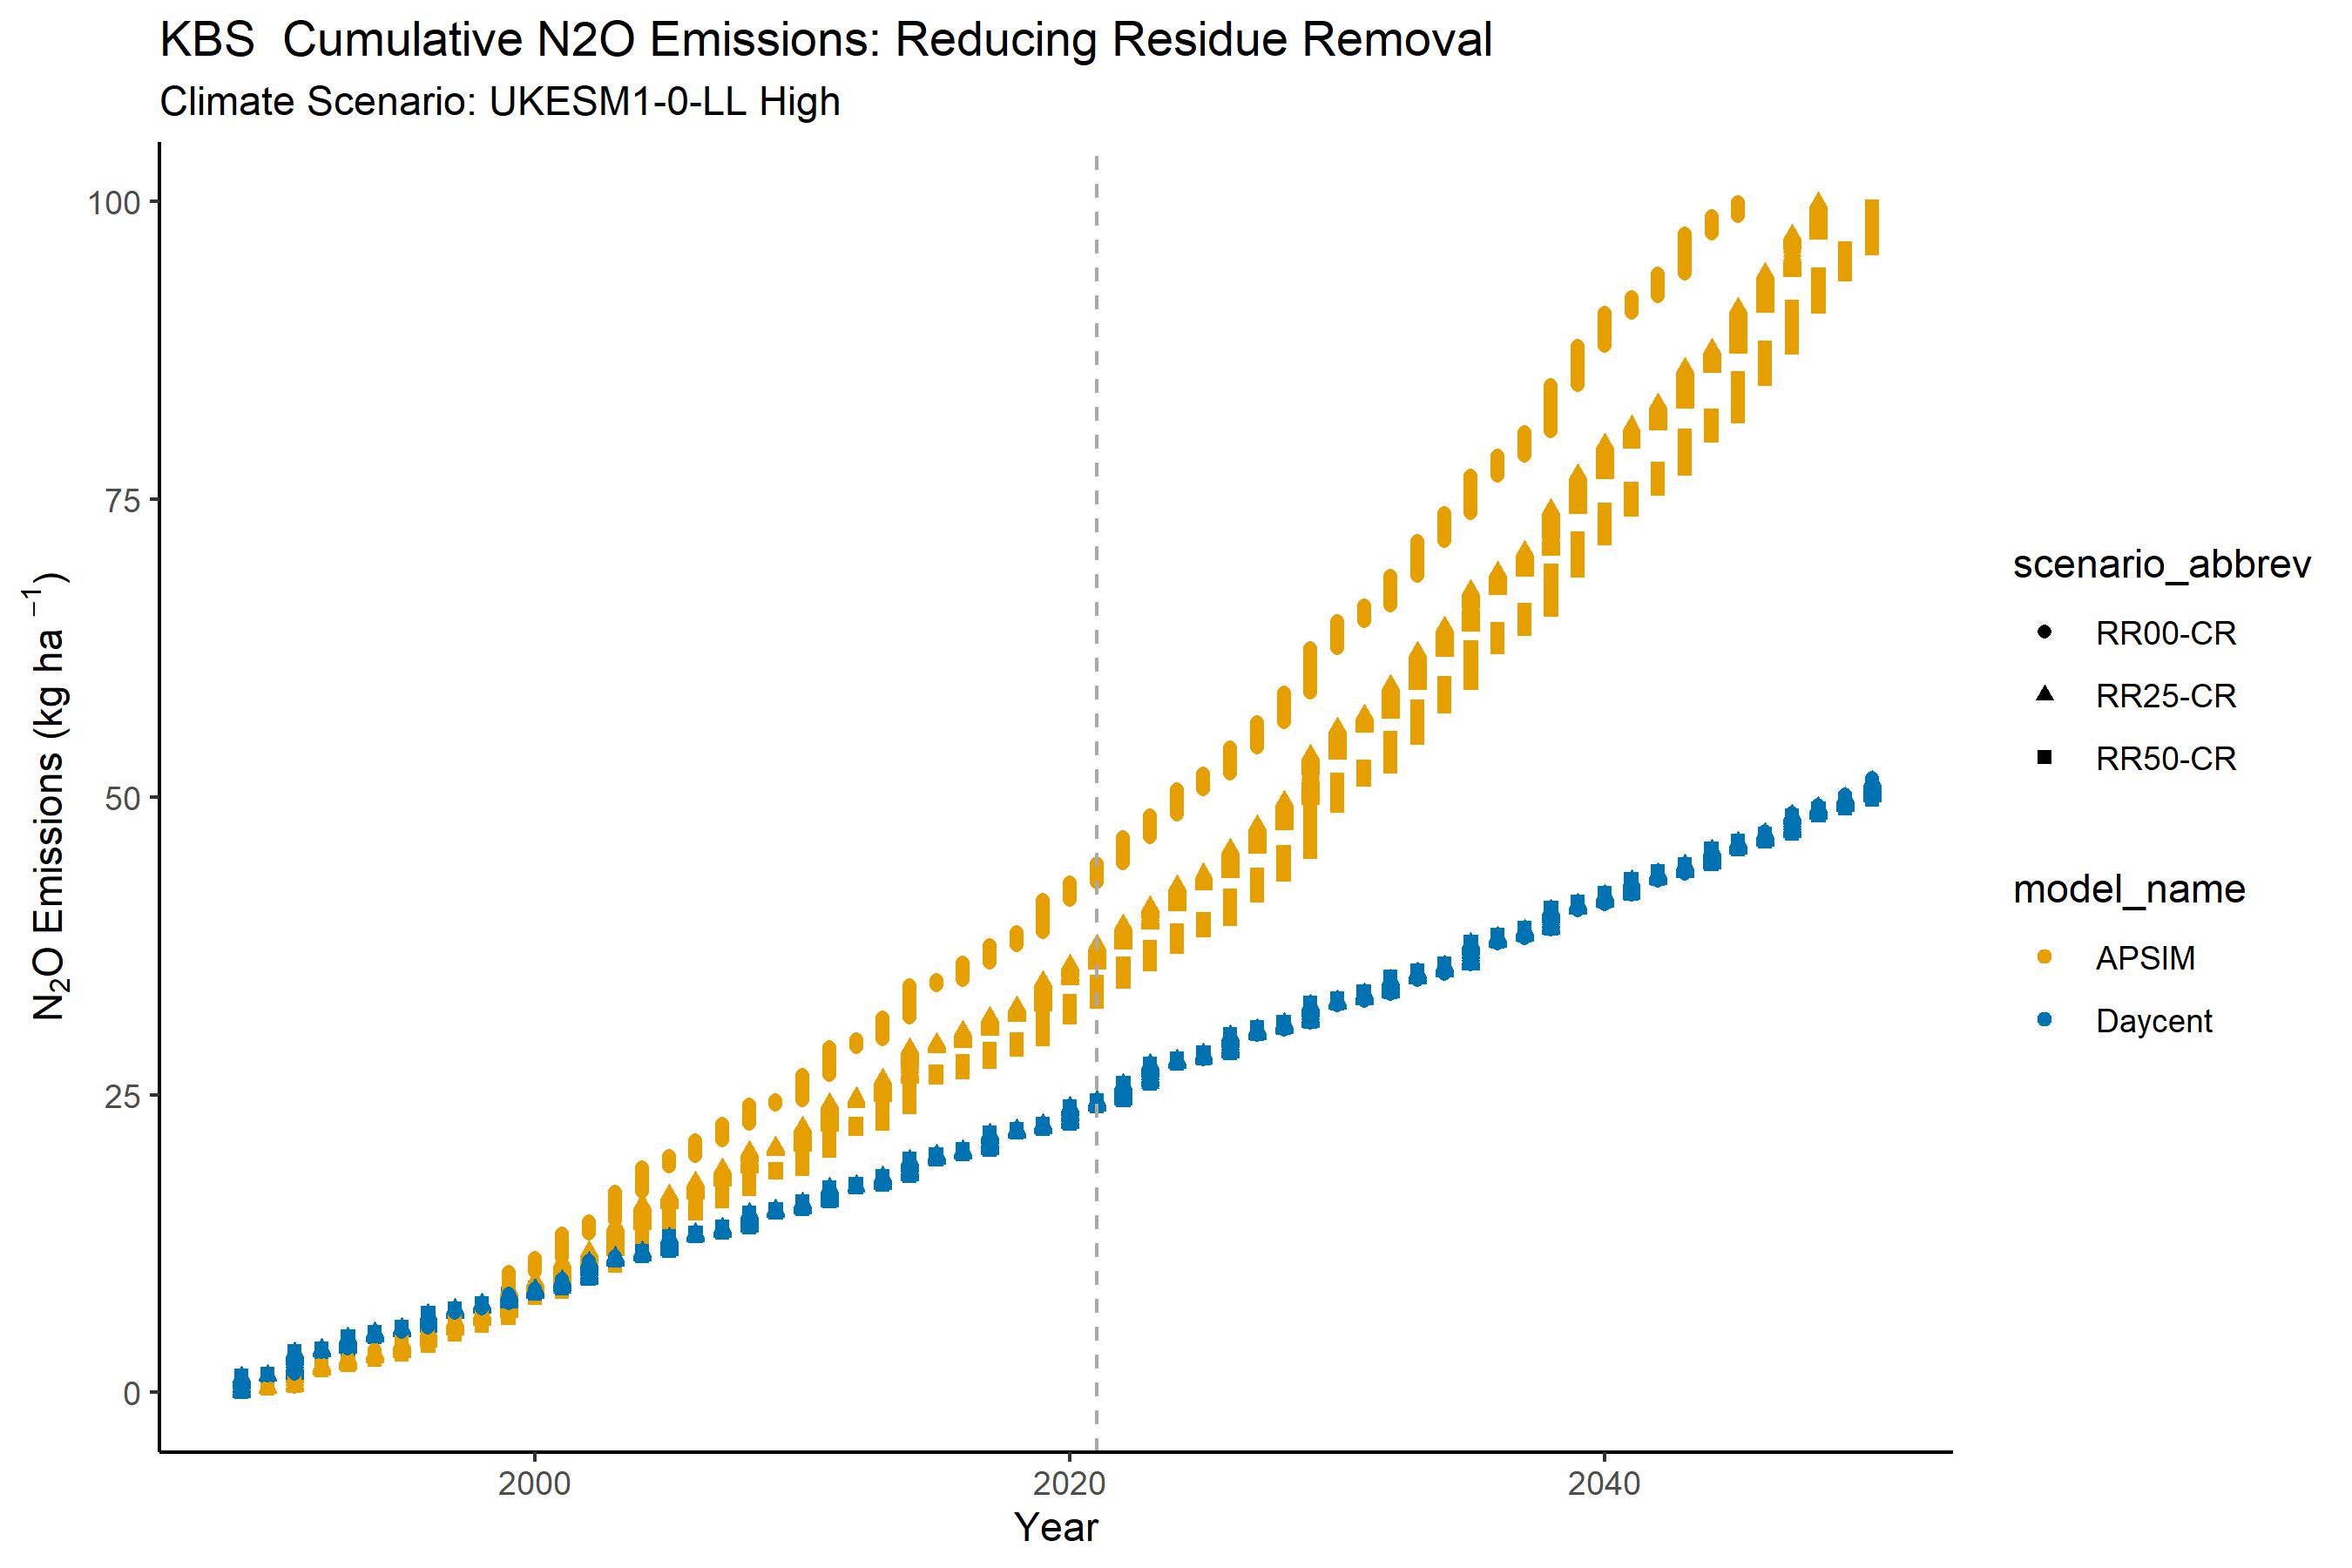 KBS  Cumulative N2O Emissions: Reducing Residue Removal
Climate Scenario: UKESM1-0-LL High
N₂O Emissions (kg ha ⁻¹)
100
75
50
25
0
2000
2020
2040
Year
scenario_abbrev
RR00-CR
RR25-CR
RR50-CR
model_name
APSIM
Daycent